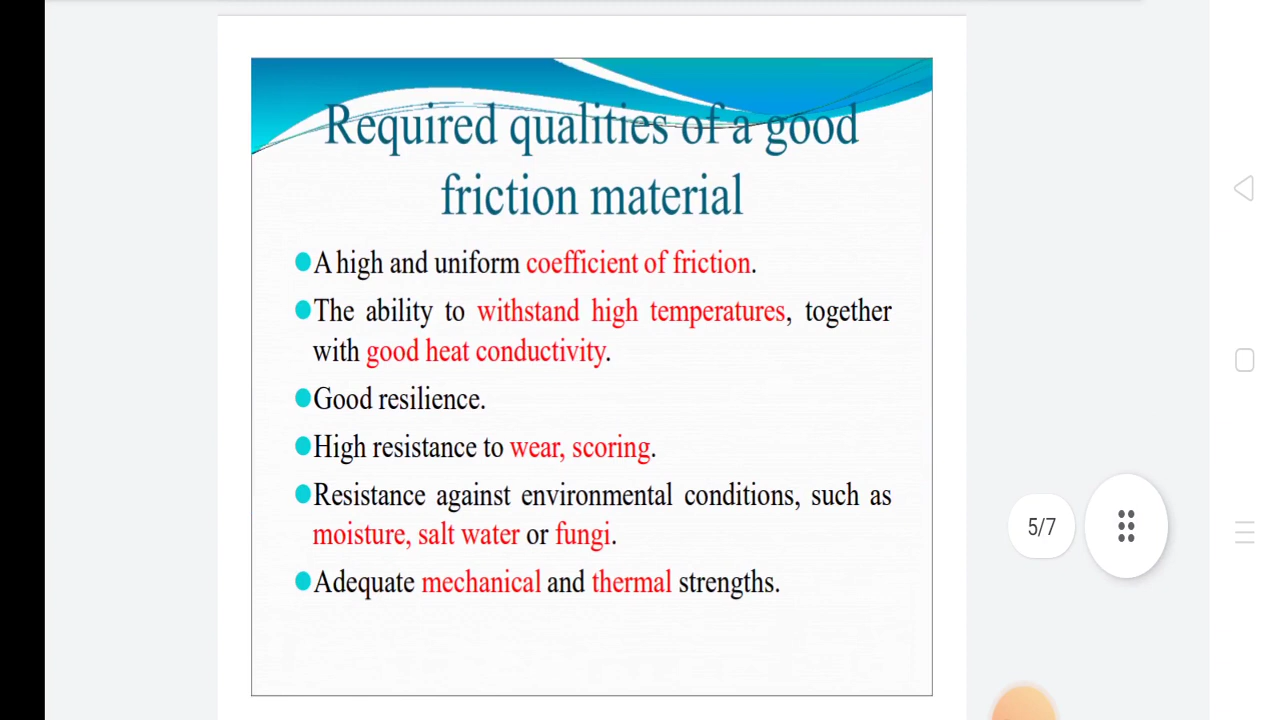 Required qualities of a good
friction material
A high and uniform coefficient of friction.
The ability to withstand high temperatures, together
with good heat conductivity.
Good resilience.
High resistance to wear, scoring.
Resistance against environmental conditions, such as
moisture, salt water or fungi.
Adequate mechanical and thermal strengths.
5/7